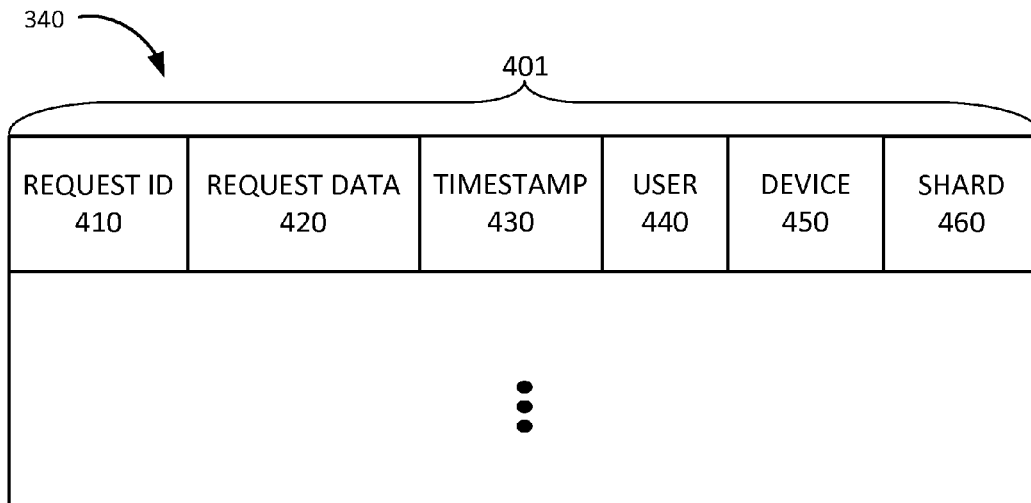 340
401
REQUEST ID
410
REQUEST DATA
420
TIMESTAMP
430
USER
440
DEVICE
450
SHARD
460